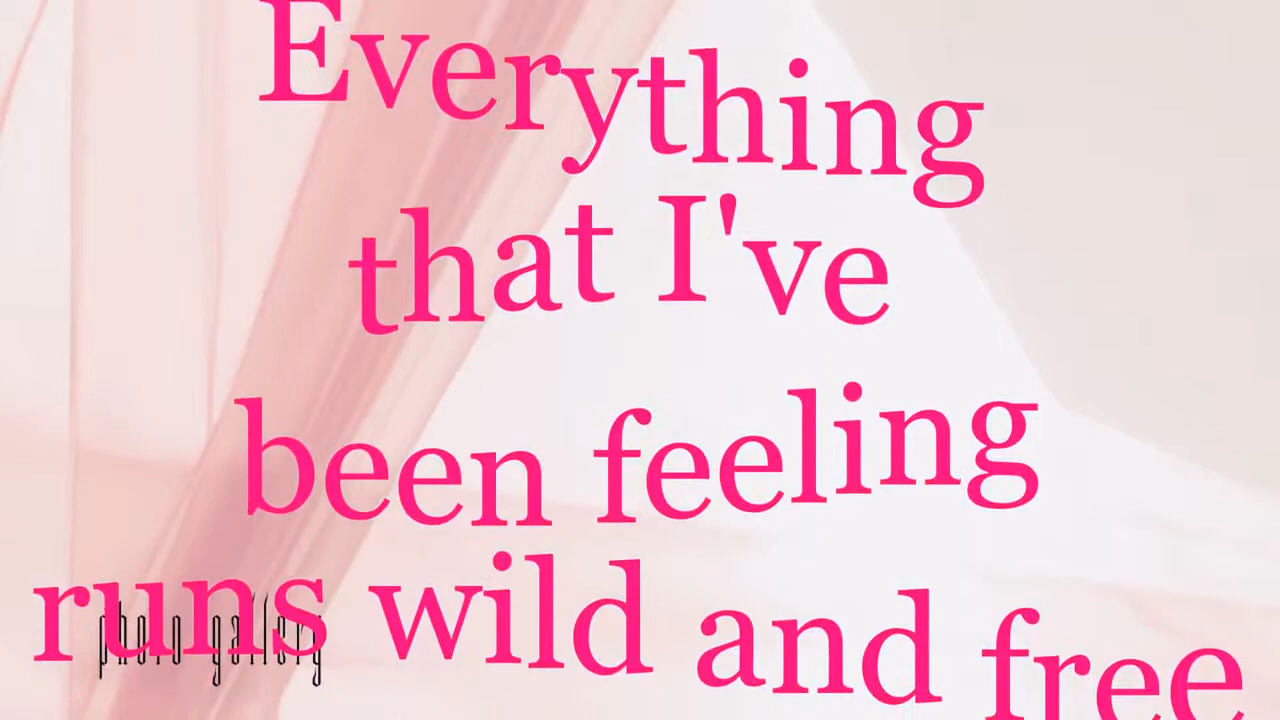 Everything
that I've
been feeling
runs wild and free
photo gallery